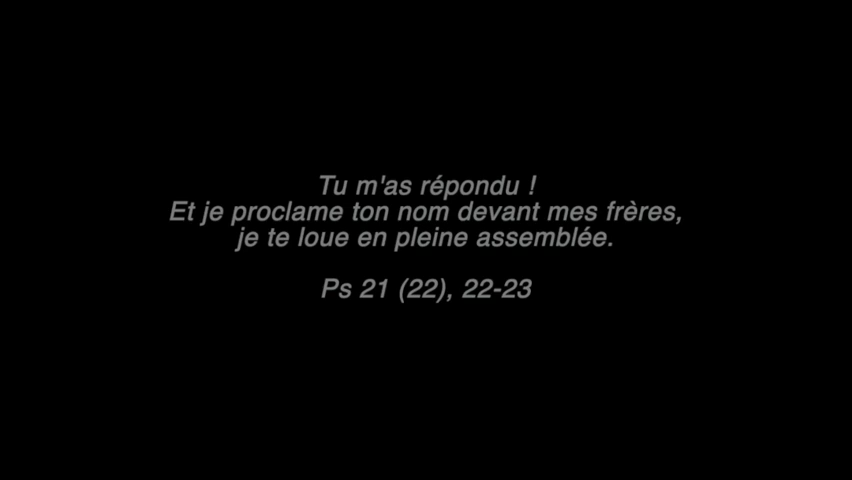 Tu m'as répondu !
Et je proclame ton nom devant mes frères,
je te loue en pleine assemblée.
Ps 21 (22), 22-23